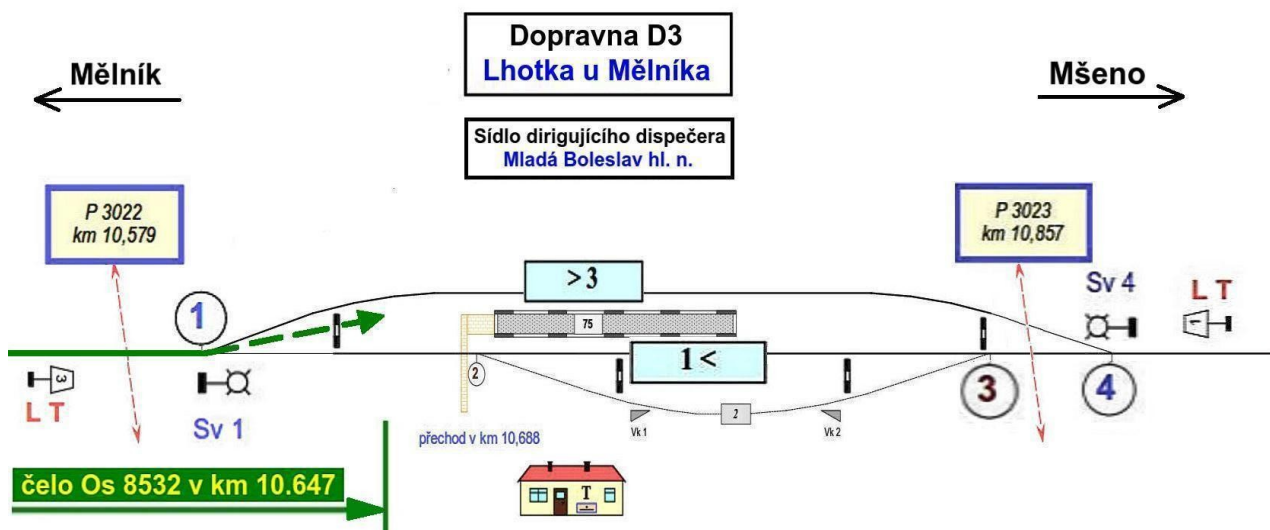 Dopravna D3
Lhotka u Mělníka
Mělník
Mšeno
Sídlo dirigujícího dispečera
Mladá Boleslav hl. n.
P 3022
km 10,579
P 3023
km 10,857
> 3
Sv 4
L T
1
1
75
1 <
2
3
4
3
L T
Sv 1
2
Vk 1
Vk 2
přechod v km 10,688
čelo Os 8532 v km 10.647
T